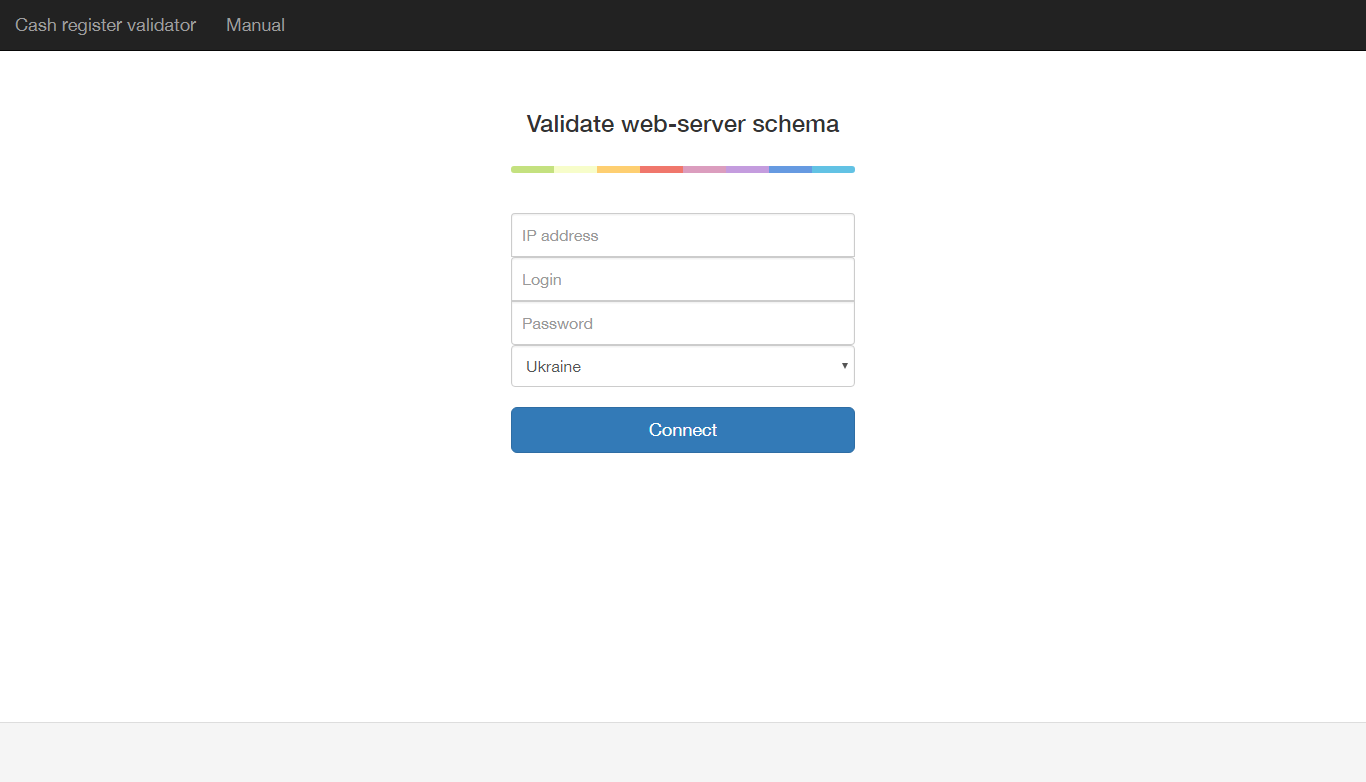 Cash register validator Manual
Validate web-server schema
IP address
Login
Password
Ukraine
Connect